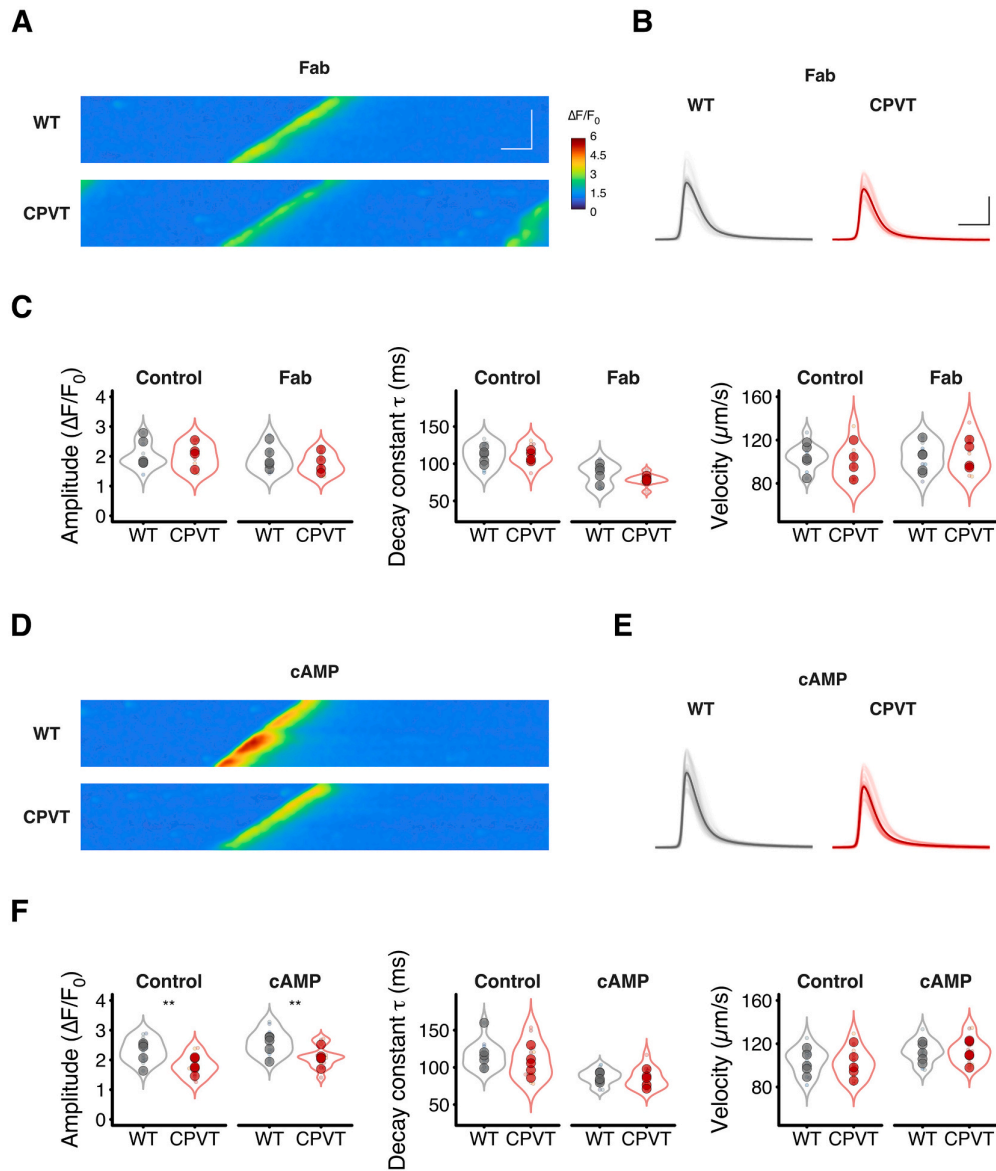 A
Fab
WT
CPVT
ΔF/F0
6
4.5
3
1.5
0
B
Fab
WT CPVT
C
Amplitude (ΔF/F0)
Control Fab
4
3
2
1
0
WT CPVT WT CPVT
Decay constant τ (ms)
Control Fab
150
100
50
WT CPVT WT CPVT
Velocity (μm/s)
Control Fab
160
120
80
WT CPVT WT CPVT
D
cAMP
WT
CPVT
E
cAMP
WT CPVT
F
Amplitude (ΔF/F0)
Control cAMP
** **
4
3
2
1
0
WT CPVT WT CPVT
Decay constant τ (ms)
Control cAMP
150
100
50
WT CPVT WT CPVT
Velocity (μm/s)
Control cAMP
160
120
80
WT CPVT WT CPVT